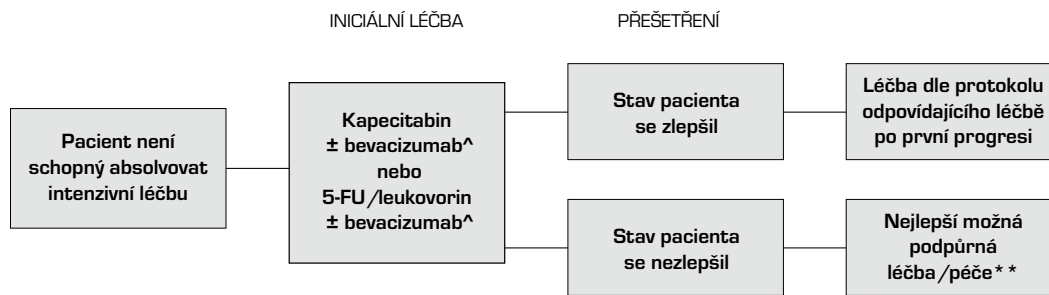 INICIÁLNÍ LÉČBA
PŘEŠETŘENÍ
Pacient není
schopný absolvovat
intenzivní léčbu
Kapecitabin
± bevacizumab^
nebo
5-FU/leukovorin
± bevacizumab^
Stav pacienta
se zlepšil
Léčba dle protokolu
odpovídajícího léčbě
po první progresi
Stav pacienta
se nezlepšil
Nejlepší možná
podpůrná
léčba/péče**